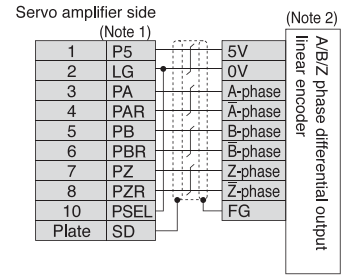 Servo amplifier side
(Note 1)
(Note 2)
1 P5 5V
2 LG 0V
3 PA A-phase
4 PAR A̅-phase
5 PB B-phase
6 PBR B̅-phase
7 PZ Z-phase
8 PZR Z̅-phase
10 PSEL FG
Plate SD
A/B/Z phase differential output
linear encoder